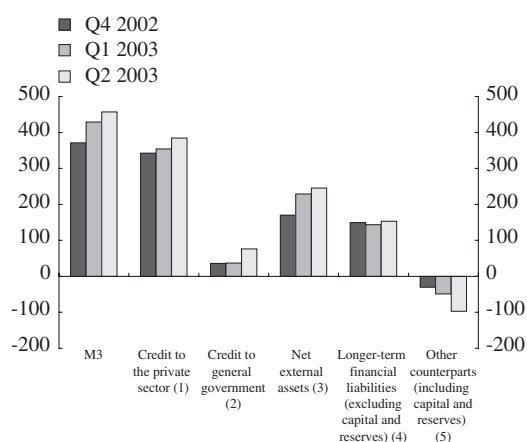 Q4 2002
Q1 2003
Q2 2003
500 500
400 400
300 300
200 200
100 100
0 0
-100 -100
-200 -200
M3
Credit to
the private
sector (1)
Credit to
general
government
(2)
Net
external
assets (3)
Longer-term
financial
liabilities
(excluding
capital and
reserves) (4)
Other
counterparts
(including
capital and
reserves)
(5)